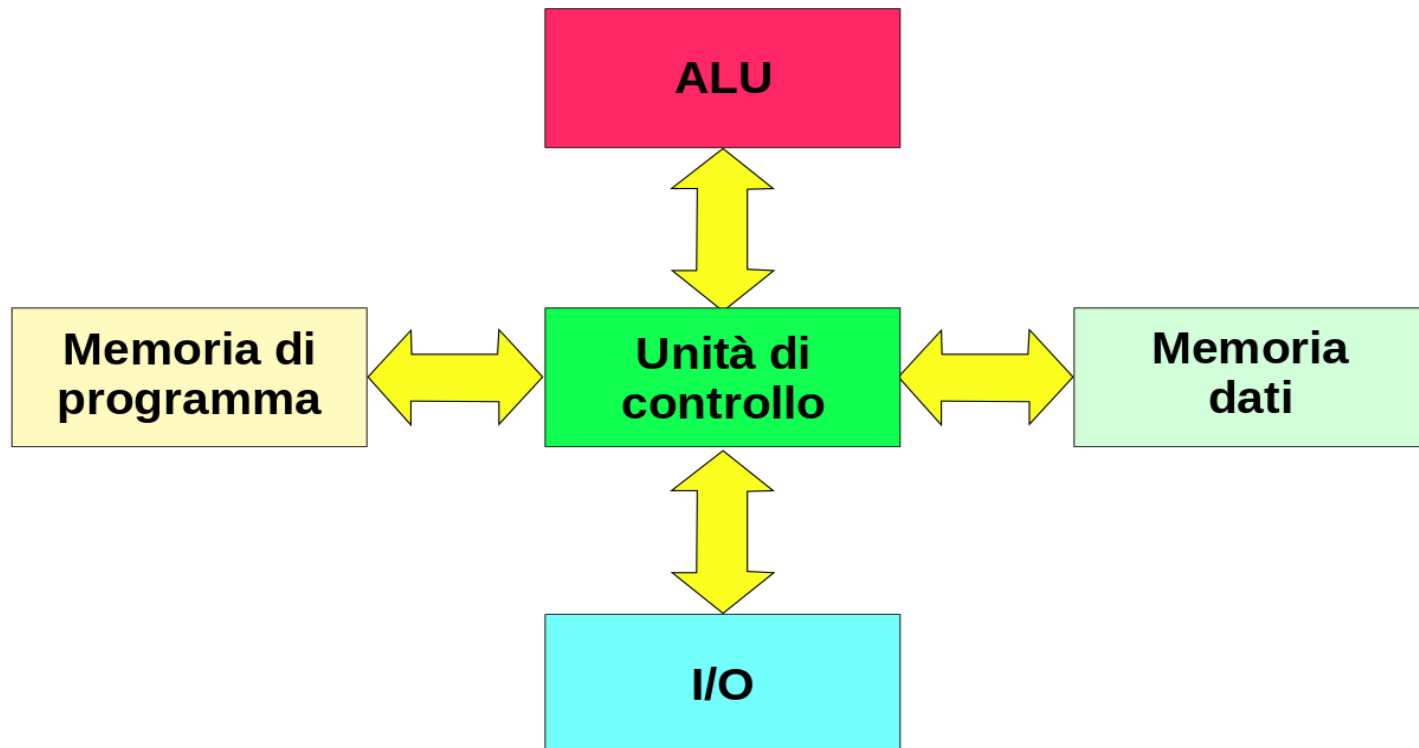 ALU
Memoria di
programma
Unità di
controllo
Memoria
dati
I/O